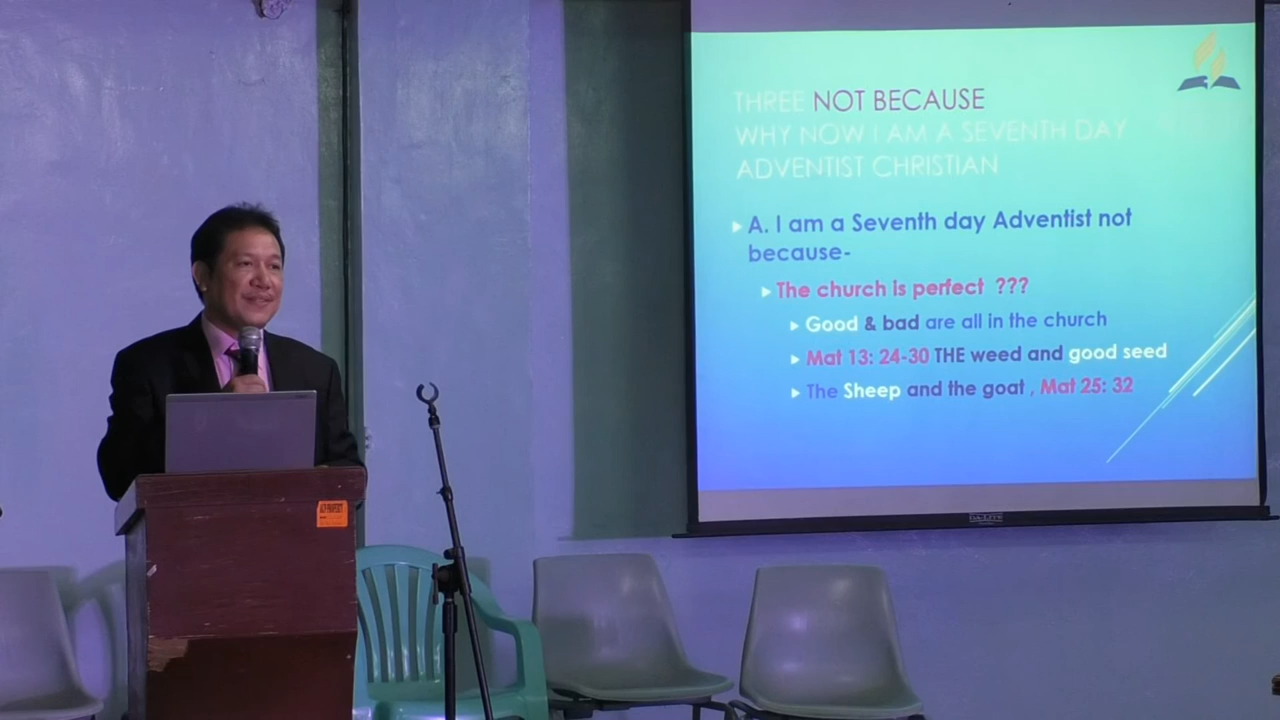 THREE NOT BECAUSE
WHY NOW I AM A SEVENTH DAY
ADVENTIST CHRISTIAN
A. I am a Seventh day Adventist not
because-
The church is perfect ???
Good & bad are all in the church
Mat 13: 24-30 THE weed and good seed
The Sheep and the goat , Mat 25: 32
DA-LITE